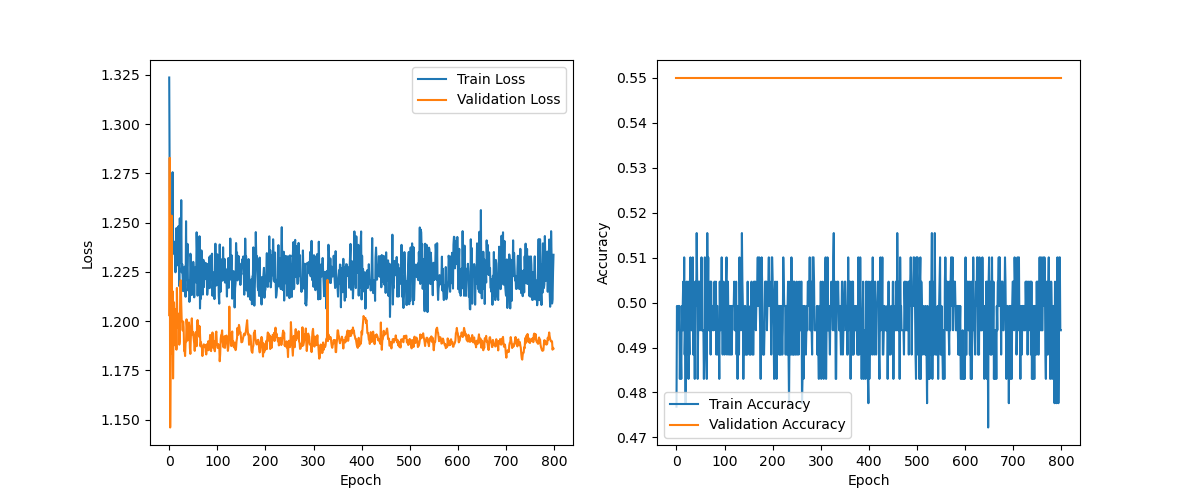 1.325
1.300
1.275
1.250
1.225
1.200
1.175
1.150
Loss
0 100 200 300 400 500 600 700 800
Epoch
Train Loss
Validation Loss
0.55
0.54
0.53
0.52
0.51
0.50
0.49
0.48
0.47
Accuracy
0 100 200 300 400 500 600 700 800
Epoch
Train Accuracy
Validation Accuracy